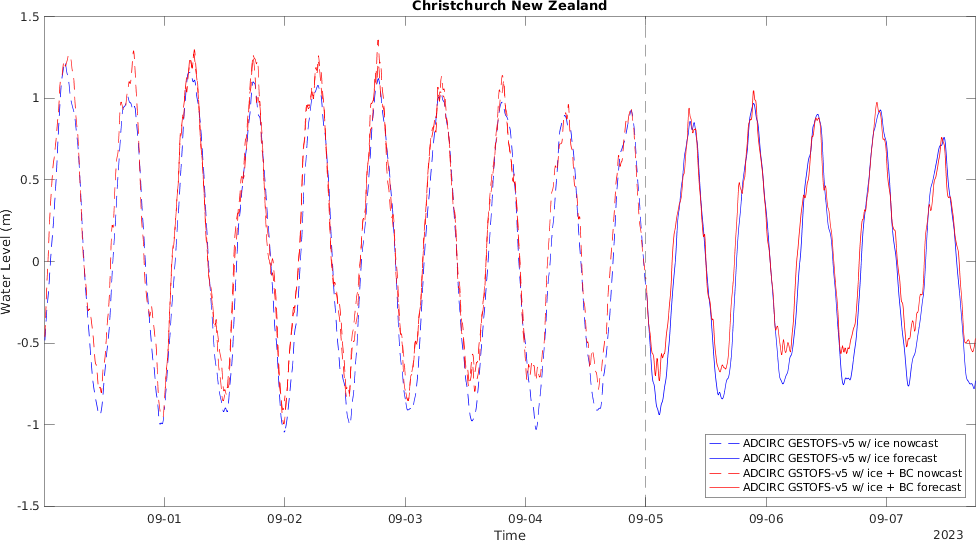 Christchurch New Zealand
1.5
1
0.5
0
-0.5
-1
-1.5
Water Level (m)
09-01 09-02 09-03 09-04 09-05 09-06 09-07
Time
2023
ADCIRC GESTOFS-v5 w/ ice nowcast
ADCIRC GESTOFS-v5 w/ ice forecast
ADCIRC GSTOFS-v5 w/ ice + BC nowcast
ADCIRC GSTOFS-v5 w/ ice + BC forecast